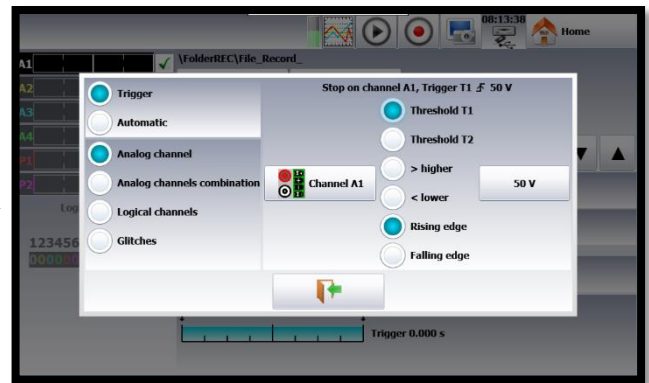 08:13:38
Home
A1
\FolderREC\File_Record_
A2
A3
A4
P1
P2
Log
123456
000000
Trigger
Automatic
Analog channel
Analog channels combination
Logical channels
Glitches
Stop on channel A1, Trigger T1 50 V
Threshold T1
Threshold T2
> higher
< lower
Rising edge
Falling edge
Channel A1
50 V
Trigger 0.000 s